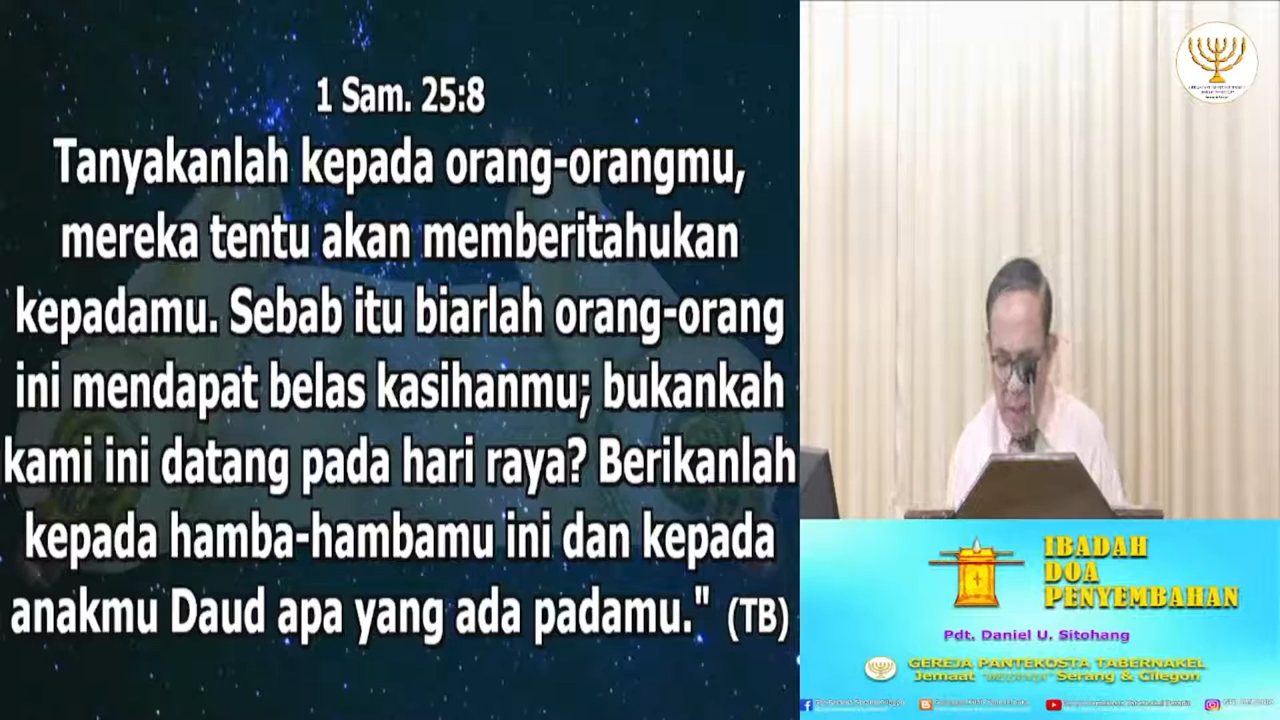 1 Sam. 25:8
Tanyakanlah kepada orang-orangmu,
mereka tentu akan memberitahukan
kepadamu. Sebab itu biarlah orang-orang
ini mendapat belas kasihanmu; bukankah
kami ini datang pada hari raya? Berikanlah
kepada hamba-hambamu ini dan kepada
anakmu Daud apa yang ada padamu." (TB)
IBADAH
DOA
PENYEMBAHAN
Pdt. Daniel U. Sitohang
GEREJA PANTEKOSTA TABERNAKEL
Jemaat "BETANIA" Serang & Cilegon